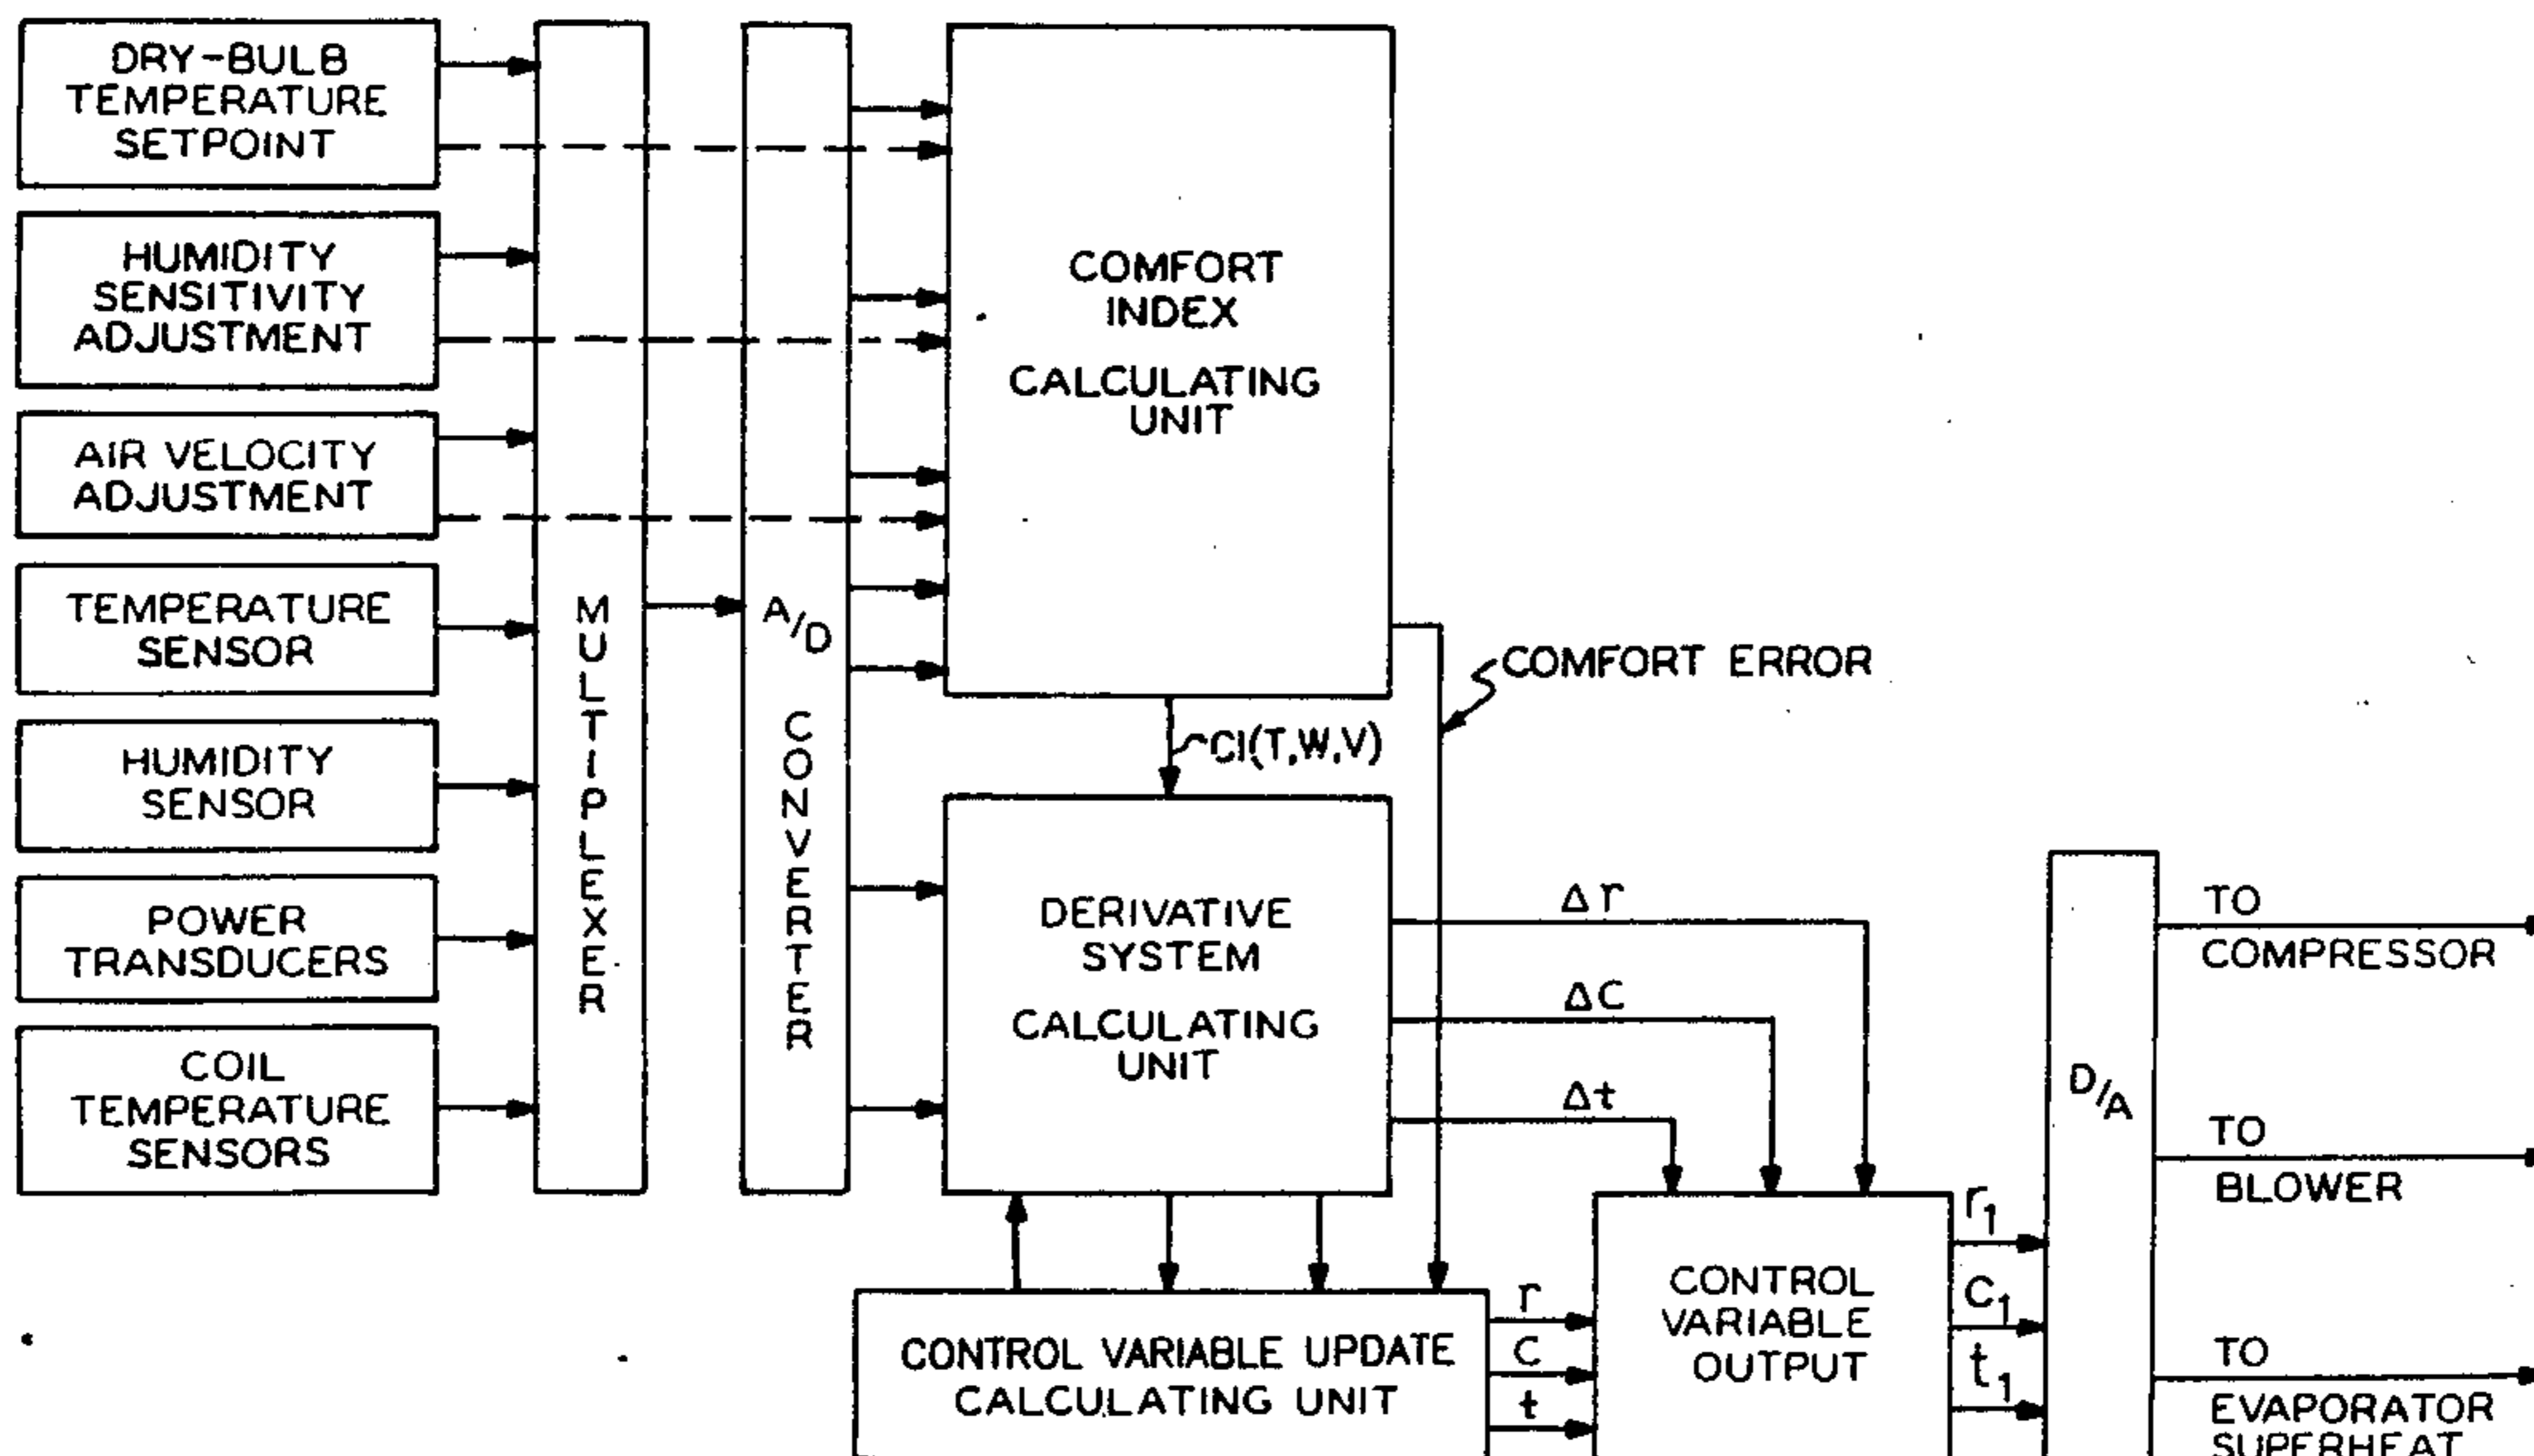 DRY-BULB
TEMPERATURE
SETPOINT
HUMIDITY
SENSITIVITY
ADJUSTMENT
AIR VELOCITY
ADJUSTMENT
TEMPERATURE
SENSOR
HUMIDITY
SENSOR
POWER
TRANSDUCERS
COIL
TEMPERATURE
SENSORS
MULTIPLEXER
A/D
CONVERTER
COMFORT
INDEX
CALCULATING
UNIT
COMFORT ERROR
CI(T,W,V)
DERIVATIVE
SYSTEM
CALCULATING
UNIT
Δr
Δc
Δt
CONTROL VARIABLE UPDATE
CALCULATING UNIT
r
c
t
CONTROL
VARIABLE
OUTPUT
r1
c1
t1
D/A
TO
COMPRESSOR
TO
BLOWER
TO
EVAPORATOR
SUPERHEAT